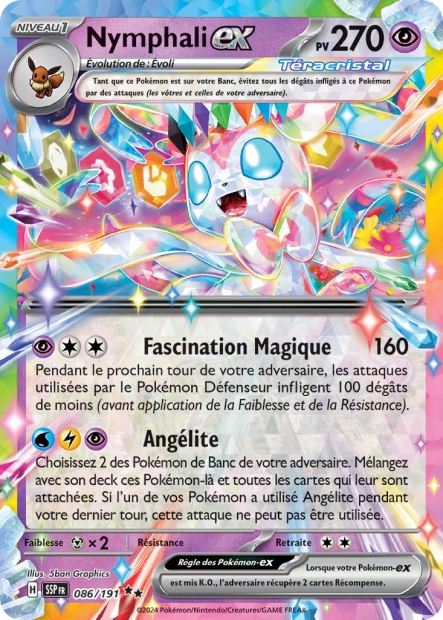 NIVEAU 1
Nymphali ex
PV 270
Évolution de : Évoli
Téracristal
Tant que ce Pokémon est sur votre Banc, évitez tous les dégâts infligés à ce Pokémon
par des attaques (les vôtres et celles de votre adversaire).
Fascination Magique 160
Pendant le prochain tour de votre adversaire, les attaques
utilisées par le Pokémon Défenseur infligent 100 dégâts
de moins (avant application de la Faiblesse et de la Résistance).
Angélite
Choisissez 2 des Pokémon de Banc de votre adversaire. Mélangez
avec son deck ces Pokémon-là et toutes les cartes qui leur sont
attachées. Si l'un de vos Pokémon a utilisé Angélite pendant
votre dernier tour, cette attaque ne peut pas être utilisée.
Faiblesse ×2 Résistance Retraite
Illus. 5ban Graphics
Règle des Pokémon-ex Lorsque votre Pokémon-ex
est mis K.O., l'adversaire récupère 2 cartes Récompense.
H SSP FR 086/191
©2024 Pokémon/Nintendo/Creatures/GAME FREAK